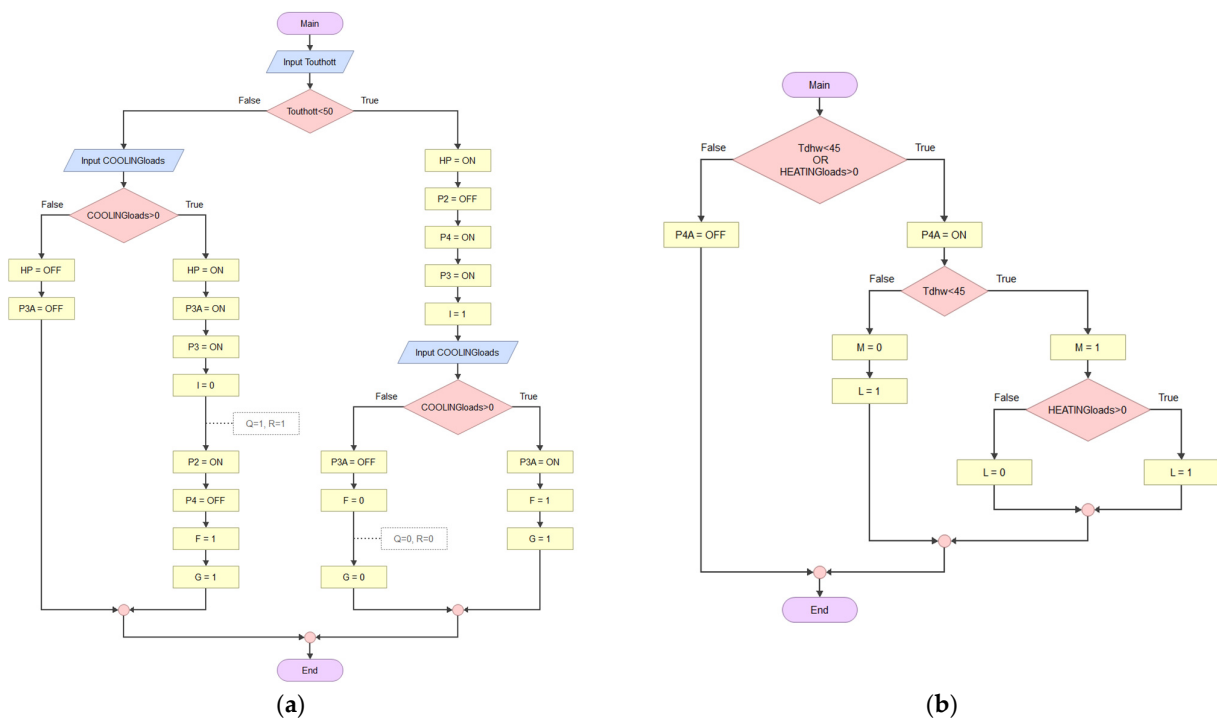 Main
Input Touthott
False
True
Touthott<50
Input COOLINGloads
False
True
COOLINGloads>0
HP = OFF
P3A = OFF
HP = ON
P3A = ON
P3 = ON
I = 0
Q=1, R=1
P2 = ON
P4 = OFF
F = 1
G = 1
HP = ON
P2 = OFF
P4 = ON
P3 = ON
I = 1
Input COOLINGloads
False
True
COOLINGloads>0
P3A = OFF
F = 0
Q=0, R=0
G = 0
P3A = ON
F = 1
G = 1
End
(a)
Main
False
True
Tdhw<45
OR
HEATINGloads>0
P4A = OFF
P4A = ON
False
True
Tdhw<45
M = 0
L = 1
M = 1
False
True
HEATINGloads>0
L = 0
L = 1
End
(b)